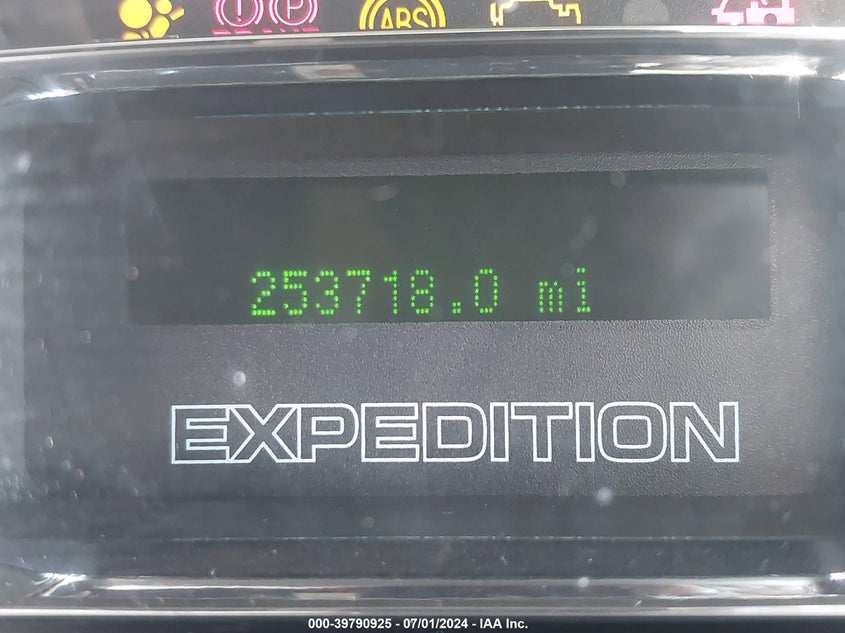 ABS
253718.0 mi
EXPEDITION
000-39790925 - 07/01/2024 - IAA Inc.